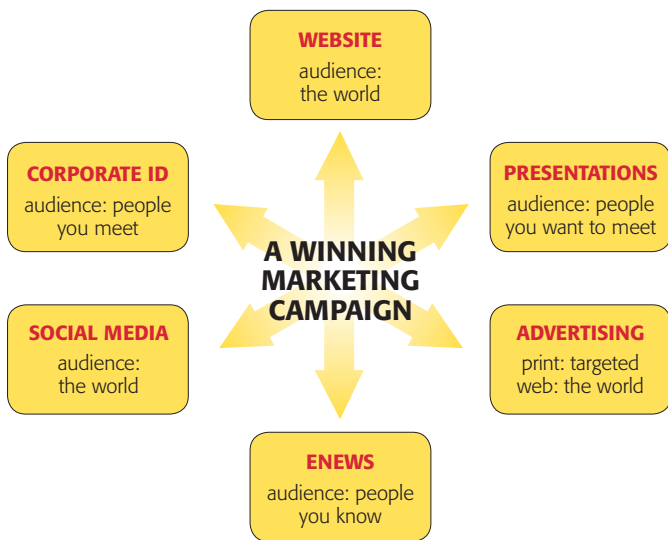 WEBSITE
audience:
the world
CORPORATE ID
audience: people
you meet
PRESENTATIONS
audience: people
you want to meet
A WINNING
MARKETING
CAMPAIGN
SOCIAL MEDIA
audience:
the world
ADVERTISING
print: targeted
web: the world
ENEWS
audience: people
you know